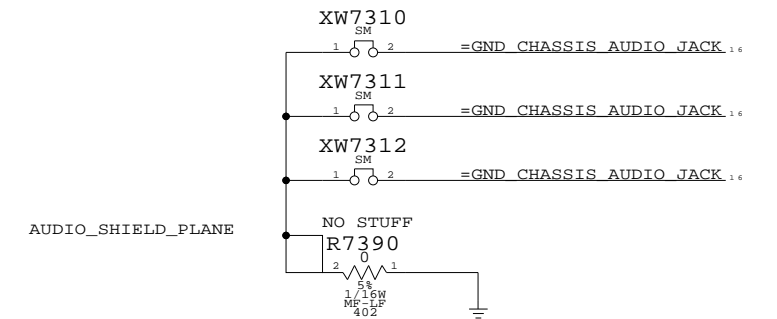 XW7310
SM
1 2 =GND_CHASSIS_AUDIO_JACK 16
XW7311
SM
1 2 =GND_CHASSIS_AUDIO_JACK 16
XW7312
SM
1 2 =GND_CHASSIS_AUDIO_JACK 16
NO STUFF
AUDIO_SHIELD_PLANE
R7390
0
2 1
5%
1/16W
MF-LF
402